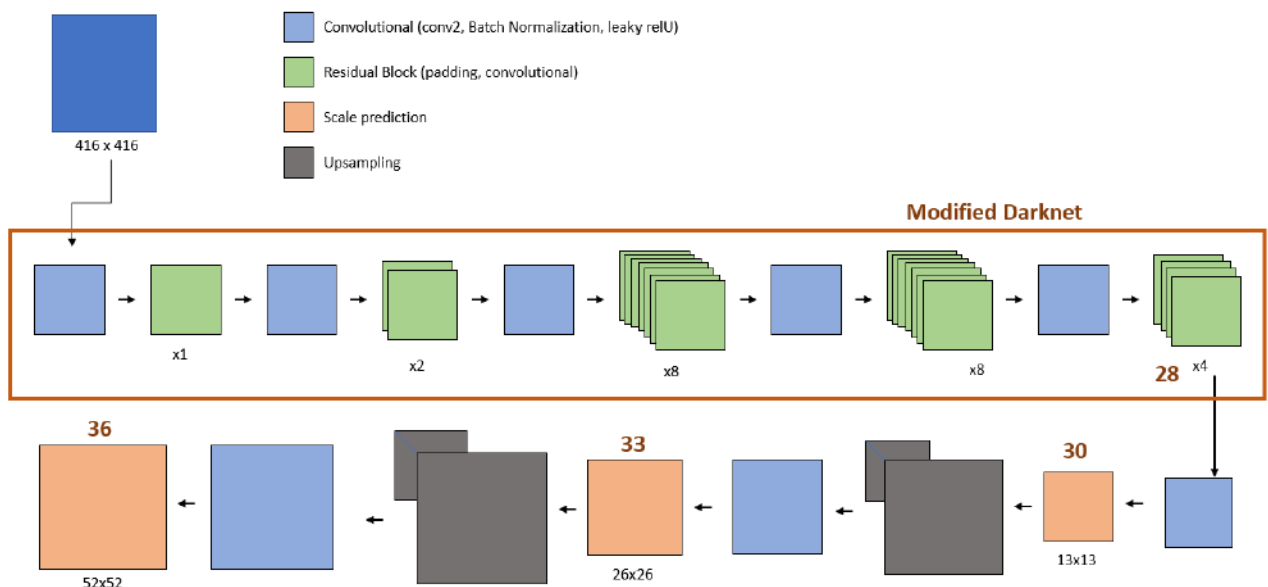 Convolutional (conv2, Batch Normalization, leaky relU)
Residual Block (padding, convolutional)
Scale prediction
Upsampling
416 x 416
Modified Darknet
x1
x2
x8
x8
28
x4
36
33
30
52x52
26x26
13x13